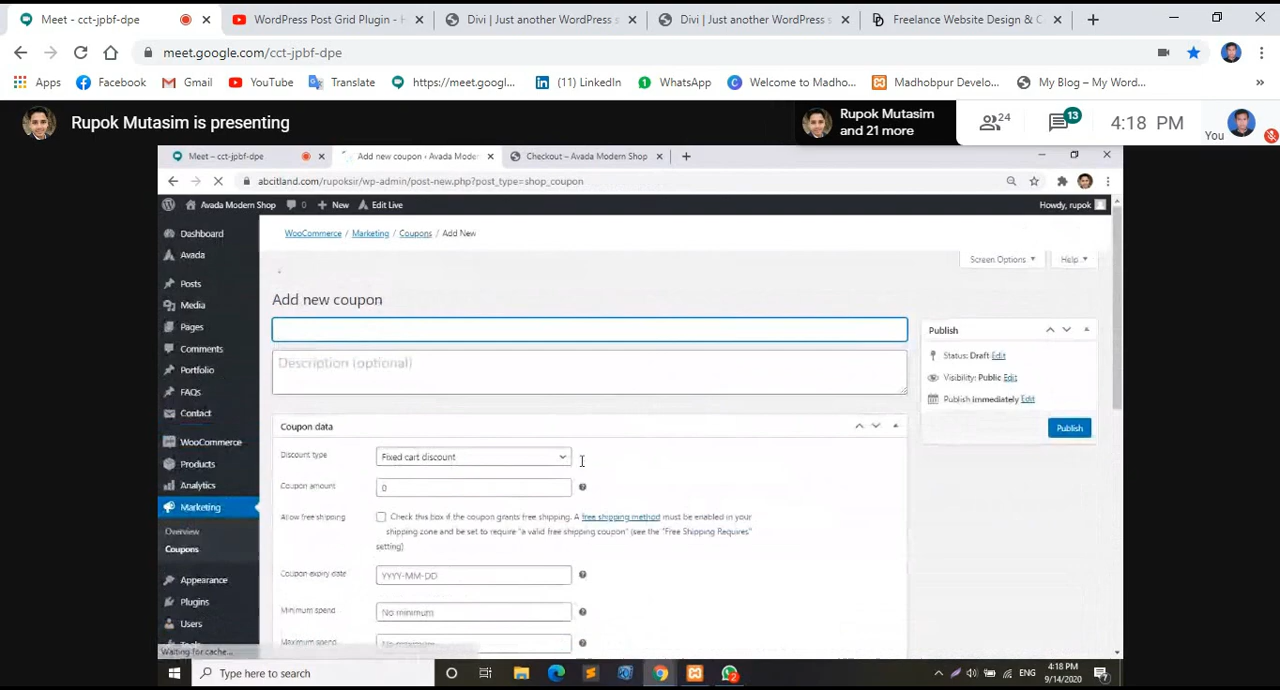 Meet - cct-jpbf-dpe
WordPress Post Grid Plugin - H
Divi | Just another WordPress s
Divi | Just another WordPress s
Freelance Website Design & C
meet.google.com/cct-jpbf-dpe
Apps
Facebook
Gmail
YouTube
Translate
https://meet.googl...
(11) LinkedIn
WhatsApp
Welcome to Madho...
Madhobpur Develo...
My Blog – My Word...
»
Rupok Mutasim is presenting
Rupok Mutasim
and 21 more
24
13
4:18 PM
You
Meet – cct-jpbf-dpe
Add new coupon ‹ Avada Moder
Checkout – Avada Modern Shop
abcitland.com/rupoksir/wp-admin/post-new.php?post_type=shop_coupon
Avada Modern Shop
0
New
Edit Live
Howdy, rupok
Dashboard
Avada
Posts
Media
Pages
Comments
Portfolio
FAQs
Contact
WooCommerce
Products
Analytics
Marketing
Overview
Coupons
Appearance
Plugins
Users
Tools
Waiting for cache...
WooCommerce / Marketing / Coupons / Add New
Screen Options
Help
Add new coupon
Description (optional)
Coupon data
Discount type
Fixed cart discount
Coupon amount
0
Allow free shipping
Check this box if the coupon grants free shipping. A free shipping method must be enabled in your
shipping zone and be set to require "a valid free shipping coupon" (see the "Free Shipping Requires"
setting)
Coupon expiry date
YYYY-MM-DD
Minimum spend
No minimum
Maximum spend
No maximum
Publish
Status: Draft Edit
Visibility: Public Edit
Publish immediately Edit
Publish
Type here to search
2
ENG
4:18 PM
9/14/2020
7